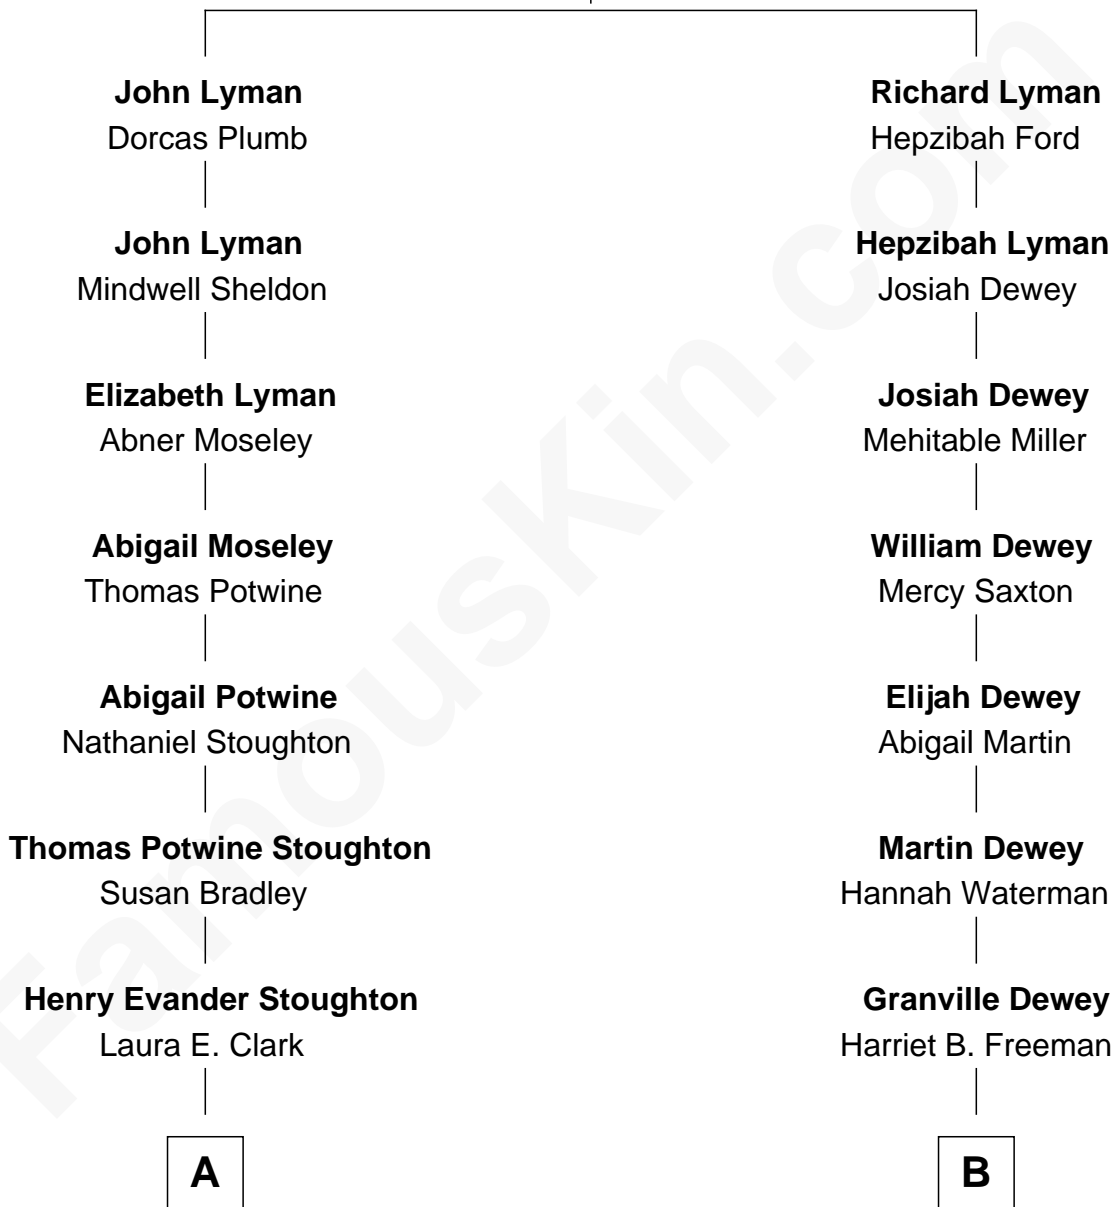 John Lyman
Dorcas Plumb
John Lyman
Mindwell Sheldon
Elizabeth Lyman
Abner Moseley
Abigail Moseley
Thomas Potwine
Abigail Potwine
Nathaniel Stoughton
Thomas Potwine Stoughton
Susan Bradley
Henry Evander Stoughton
Laura E. Clark
A
Richard Lyman
Hepzibah Ford
Hepzibah Lyman
Josiah Dewey
Josiah Dewey
Mehitable Miller
William Dewey
Mercy Saxton
Elijah Dewey
Abigail Martin
Martin Dewey
Hannah Waterman
Granville Dewey
Harriet B. Freeman
B
FamousKin.com